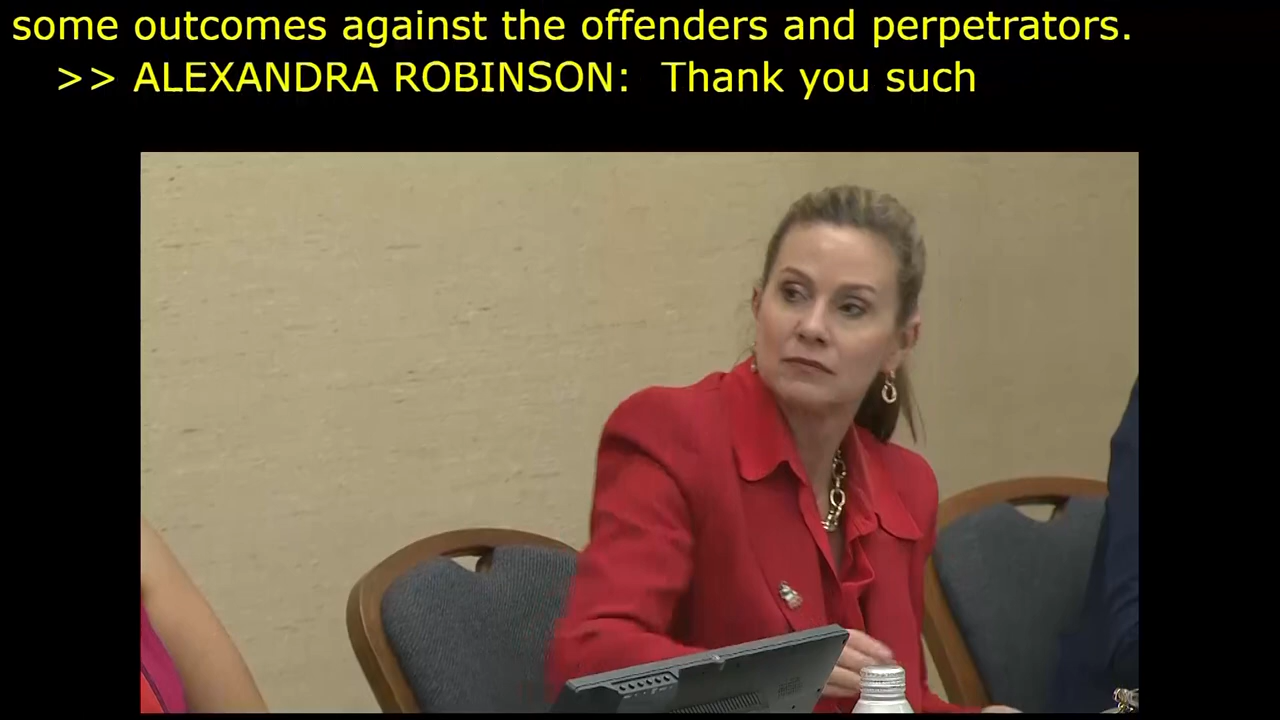 some outcomes against the offenders and perpetrators.
>> ALEXANDRA ROBINSON:  Thank you such